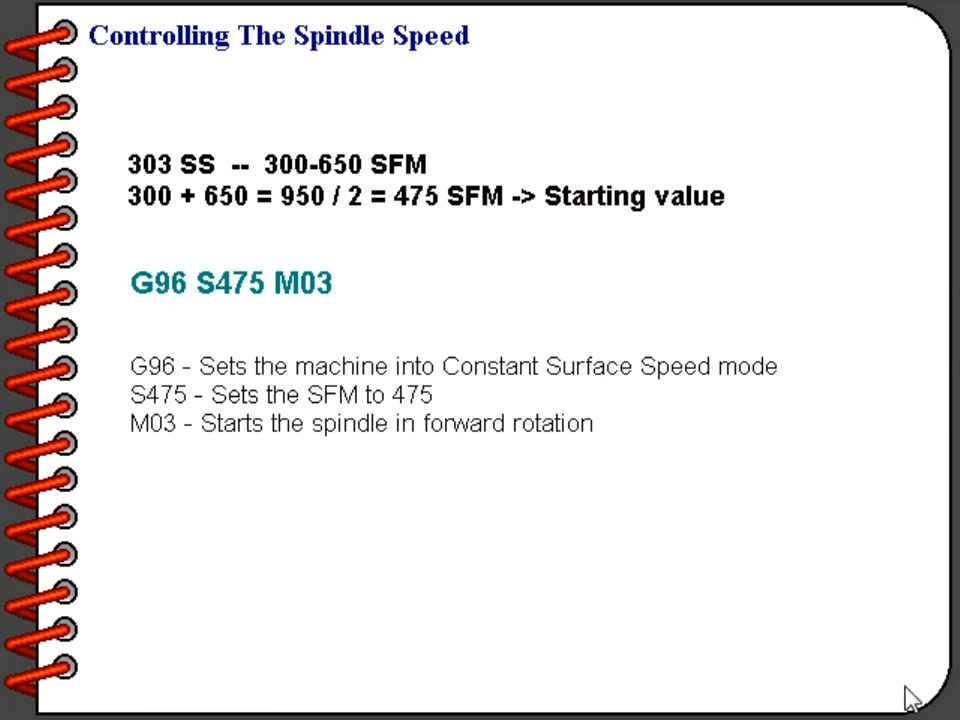 Controlling The Spindle Speed
303 SS -- 300-650 SFM
300 + 650 = 950 / 2 = 475 SFM -> Starting value
G96 S475 M03
G96 - Sets the machine into Constant Surface Speed mode
S475 - Sets the SFM to 475
M03 - Starts the spindle in forward rotation